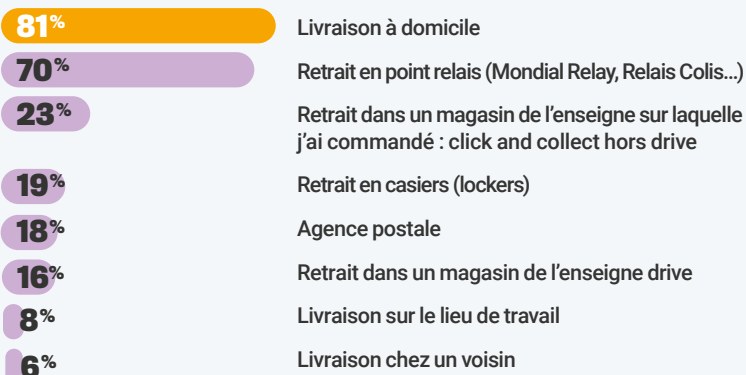 81% Livraison à domicile
70% Retrait en point relais (Mondial Relay, Relais Colis...)
23% Retrait dans un magasin de l’enseigne sur laquelle
j’ai commandé : click and collect hors drive
19% Retrait en casiers (lockers)
18% Agence postale
16% Retrait dans un magasin de l’enseigne drive
8% Livraison sur le lieu de travail
6% Livraison chez un voisin